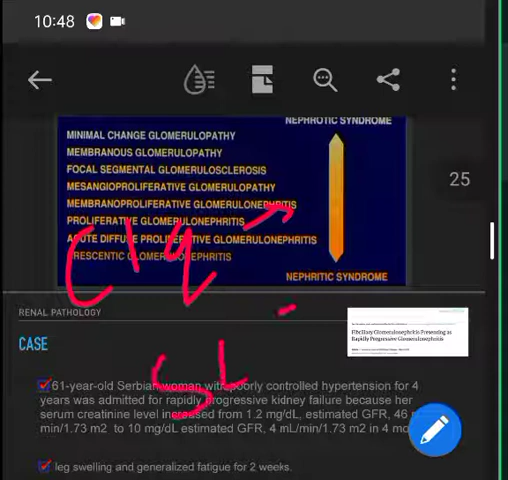 10:48
25
NEPHROTIC SYNDROME
MINIMAL CHANGE GLOMERULOPATHY
MEMBRANOUS GLOMERULOPATHY
FOCAL SEGMENTAL GLOMERULOSCLEROSIS
MESANGIOPROLIFERATIVE GLOMERULOPATHY
MEMBRANOPROLIFERATIVE GLOMERULONEPHRITIS
PROLIFERATIVE GLOMERULONEPHRITIS
ACUTE DIFFUSE PROLIFERATIVE GLOMERULONEPHRITIS
CRESCENTIC GLOMERULONEPHRITIS
NEPHRITIC SYNDROME
C1q
SL
RENAL PATHOLOGY
CASE
Fibrillary Glomerulonephritis Presenting as
Rapidly Progressive Glomerulonephritis
61-year-old Serbian woman with poorly controlled hypertension for 4
years was admitted for rapidly progressive kidney failure because her
serum creatinine level increased from 1.2 mg/dL, estimated GFR, 46
min/1.73 m2 to 10 mg/dL estimated GFR, 4 mL/min/1.73 m2 in 4 mo
leg swelling and generalized fatigue for 2 weeks.